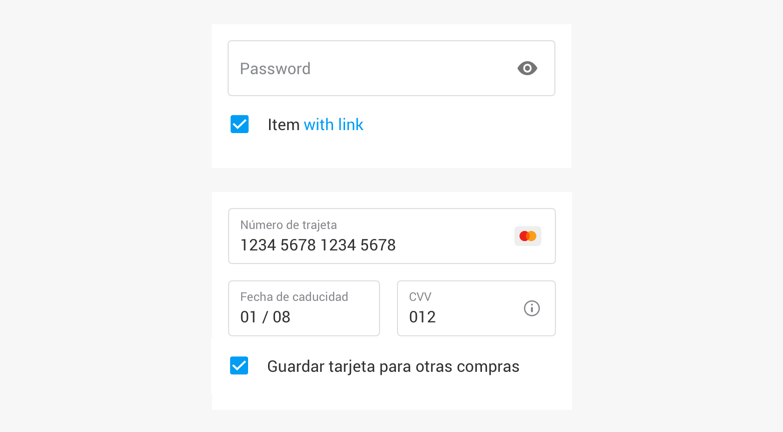 Password
Item with link
Número de trajeta
1234 5678 1234 5678
Fecha de caducidad
01 / 08
CVV
012
Guardar tarjeta para otras compras